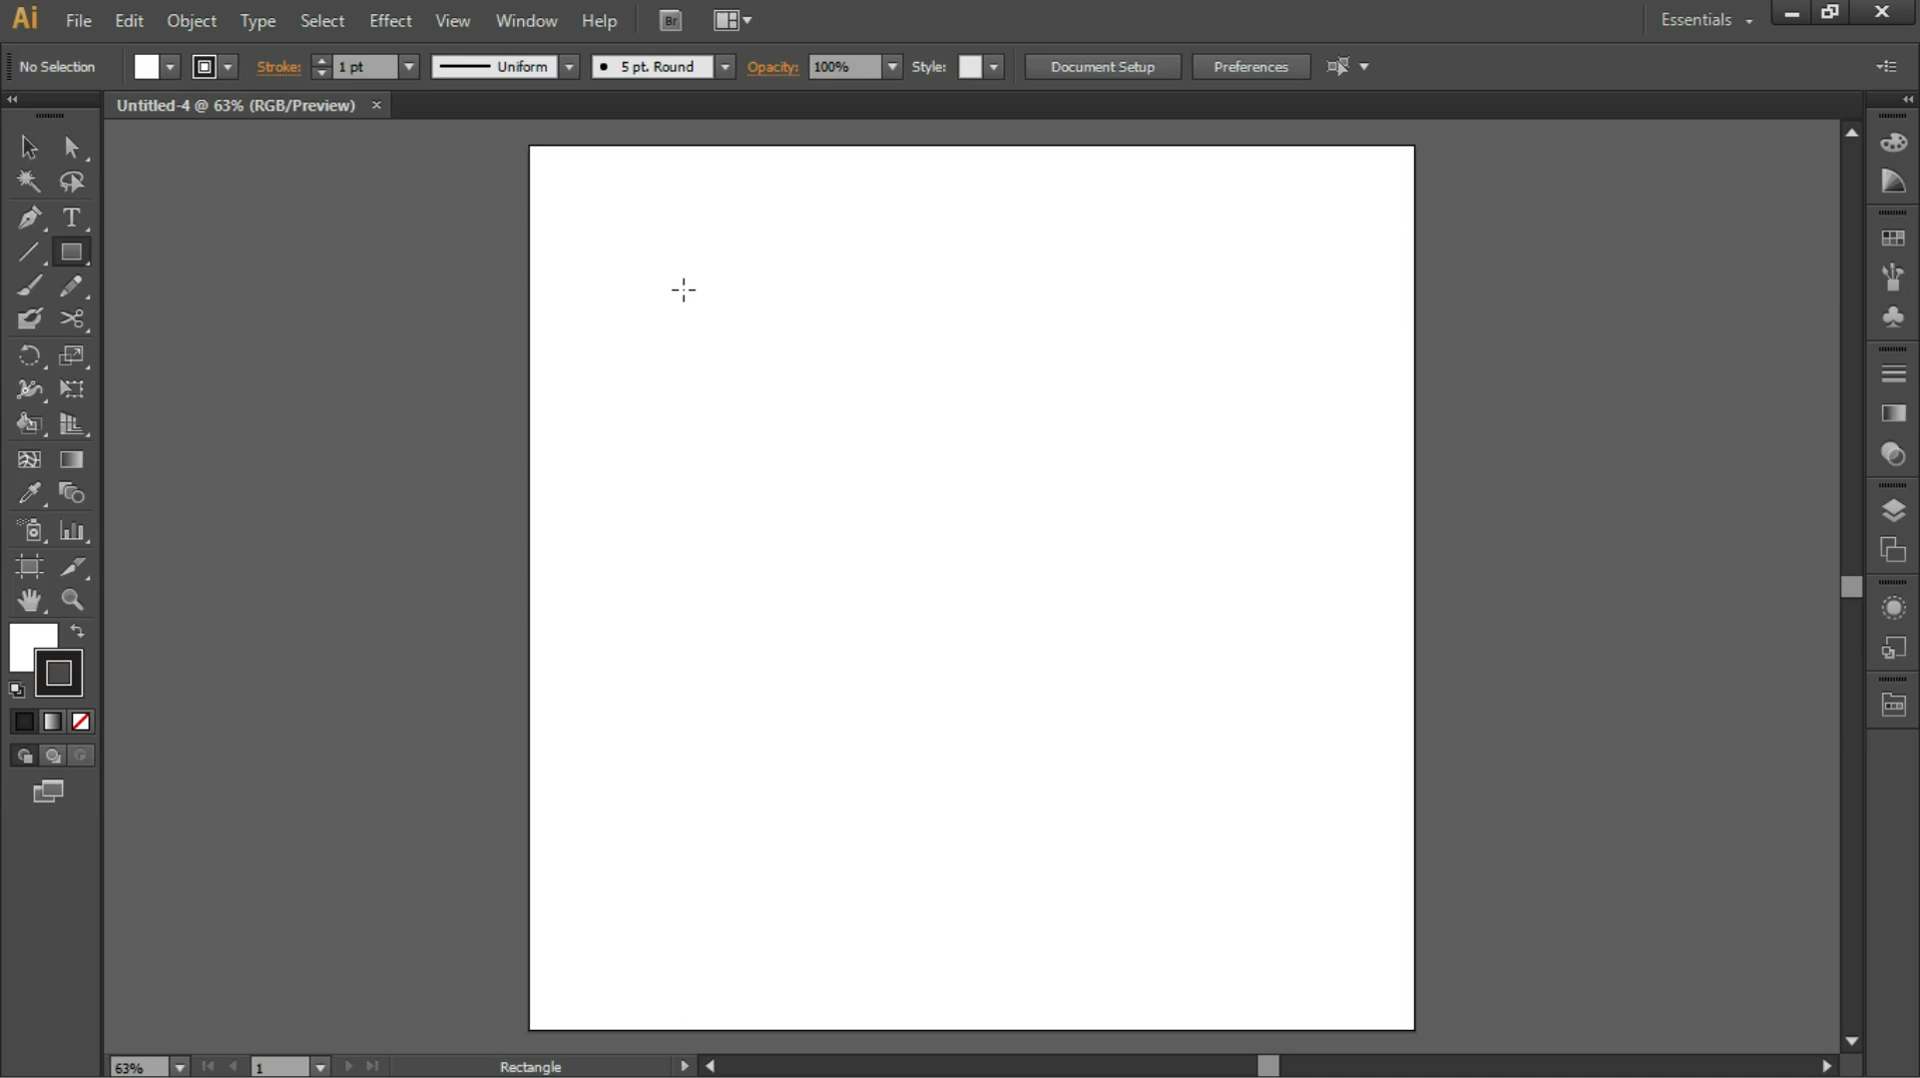 Ai File Edit Object Type Select Effect View Window Help Br Essentials
No Selection Stroke: 1 pt Uniform 5 pt. Round Opacity: 100% Style: Document Setup Preferences
Untitled-4 @ 63% (RGB/Preview) ×
T
63% 1 Rectangle